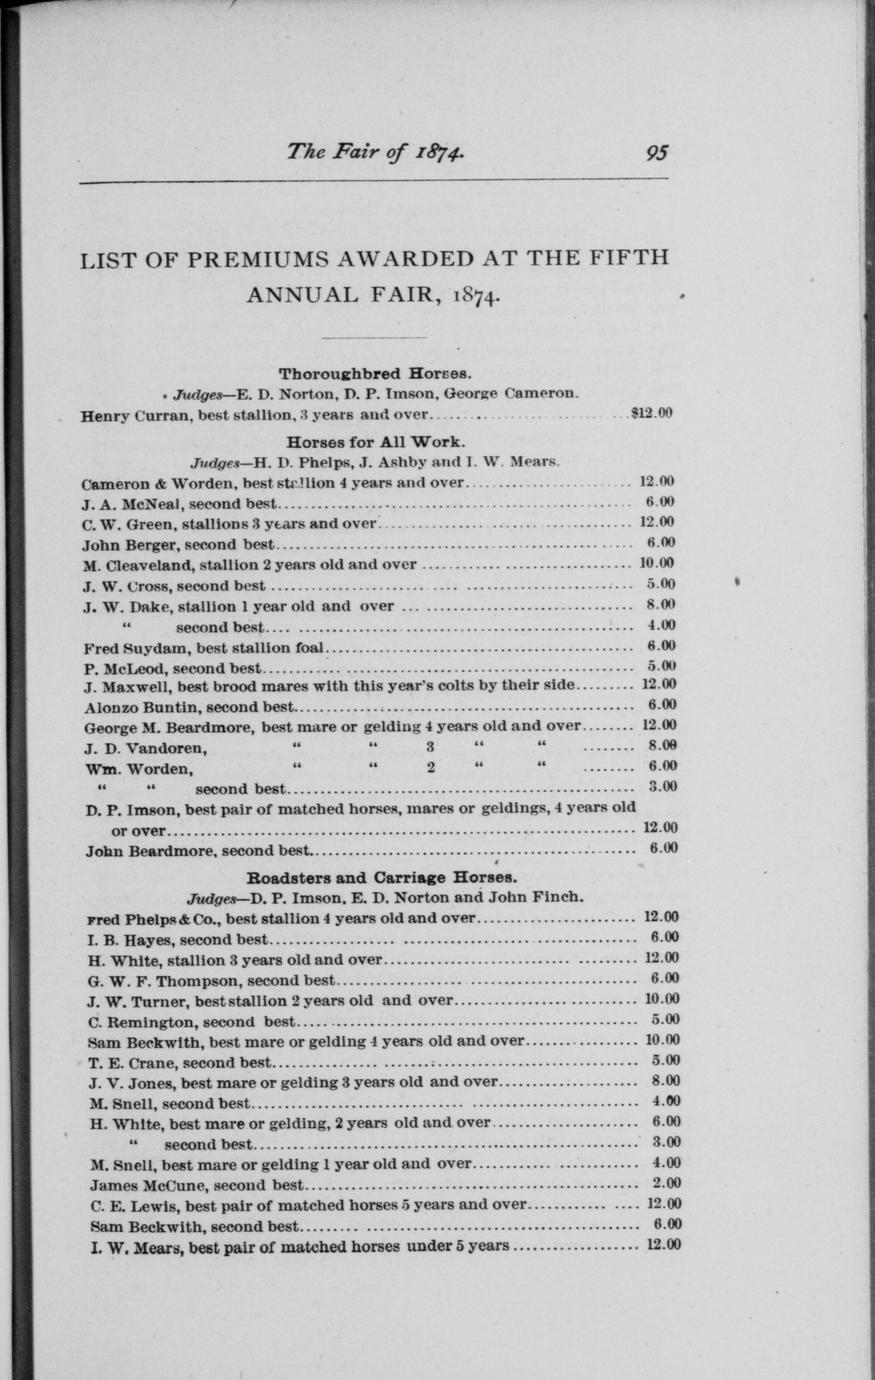 The Fair of 1874. 95
LIST OF PREMIUMS AWARDED AT THE FIFTH
ANNUAL FAIR, 1874.
Thoroughbred Horses.
Judges—E. D. Norton, D. P. Imson, George Cameron.
Henry Curran, best stallion, 3 years and over.......... $12.00
Horses for All Work.
Judges—H. D. Phelps, J. Ashby and I. W. Mears.
Cameron & Worden, best stallion 4 years and over.......... 12.00
J. A. McNeal, second best.......... 6.00
C. W. Green, stallions 3 years and over.......... 12.00
John Berger, second best.......... 6.00
M. Cleaveland, stallion 2 years old and over .......... 10.00
J. W. Cross, second best .......... 5.00
J. W. Dake, stallion 1 year old and over .......... 8.00
“ second best.......... 4.00
Fred Suydam, best stallion foal.......... 6.00
P. McLeod, second best.......... 5.00
J. Maxwell, best brood mares with this year's colts by their side......... 12.00
Alonzo Buntin, second best.......... 6.00
George M. Beardmore, best mare or gelding 4 years old and over........ 12.00
J. D. Vandoren, “ “ 3 “ “ ........ 8.00
Wm. Worden, “ “ 2 “ “ ........ 6.00
“ “ second best.......... 3.00
D. P. Imson, best pair of matched horses, mares or geldings, 4 years old
or over.......... 12.00
John Beardmore, second best.......... 6.00
Roadsters and Carriage Horses.
Judges—D. P. Imson, E. D. Norton and John Finch.
Fred Phelps & Co., best stallion 4 years old and over.......... 12.00
I. B. Hayes, second best.......... 6.00
H. White, stallion 3 years old and over.......... 12.00
G. W. F. Thompson, second best.......... 6.00
J. W. Turner, best stallion 2 years old and over.......... 10.00
C. Remington, second best.......... 5.00
Sam Beckwith, best mare or gelding 4 years old and over.......... 10.00
T. E. Crane, second best.......... 5.00
J. V. Jones, best mare or gelding 3 years old and over.......... 8.00
M. Snell, second best.......... 4.00
H. White, best mare or gelding, 2 years old and over.......... 6.00
“ second best.......... 3.00
M. Snell, best mare or gelding 1 year old and over.......... 4.00
James McCune, second best.......... 2.00
C. E. Lewis, best pair of matched horses 5 years and over.......... 12.00
Sam Beckwith, second best.......... 6.00
I. W. Mears, best pair of matched horses under 5 years.......... 12.00